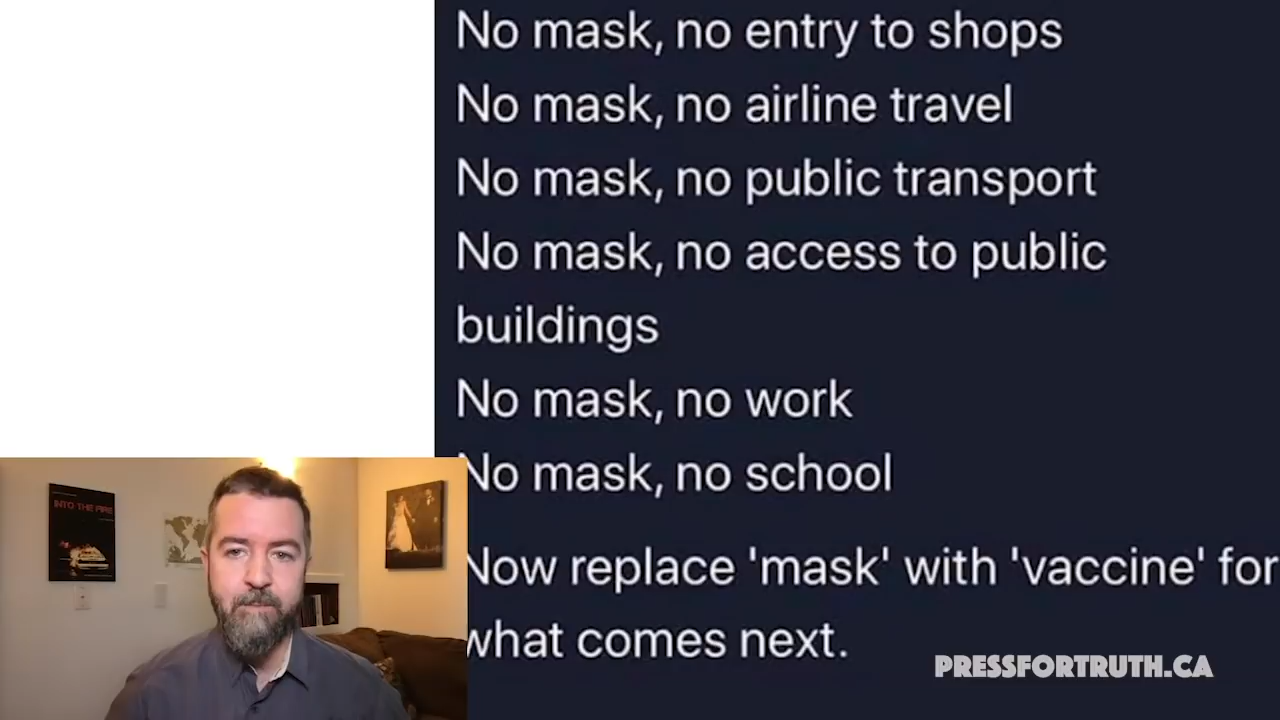 No mask, no entry to shops
No mask, no airline travel
No mask, no public transport
No mask, no access to public
buildings
No mask, no work
No mask, no school
Now replace 'mask' with 'vaccine' for
what comes next.
INTO THE FIRE
PRESSFORTRUTH.CA